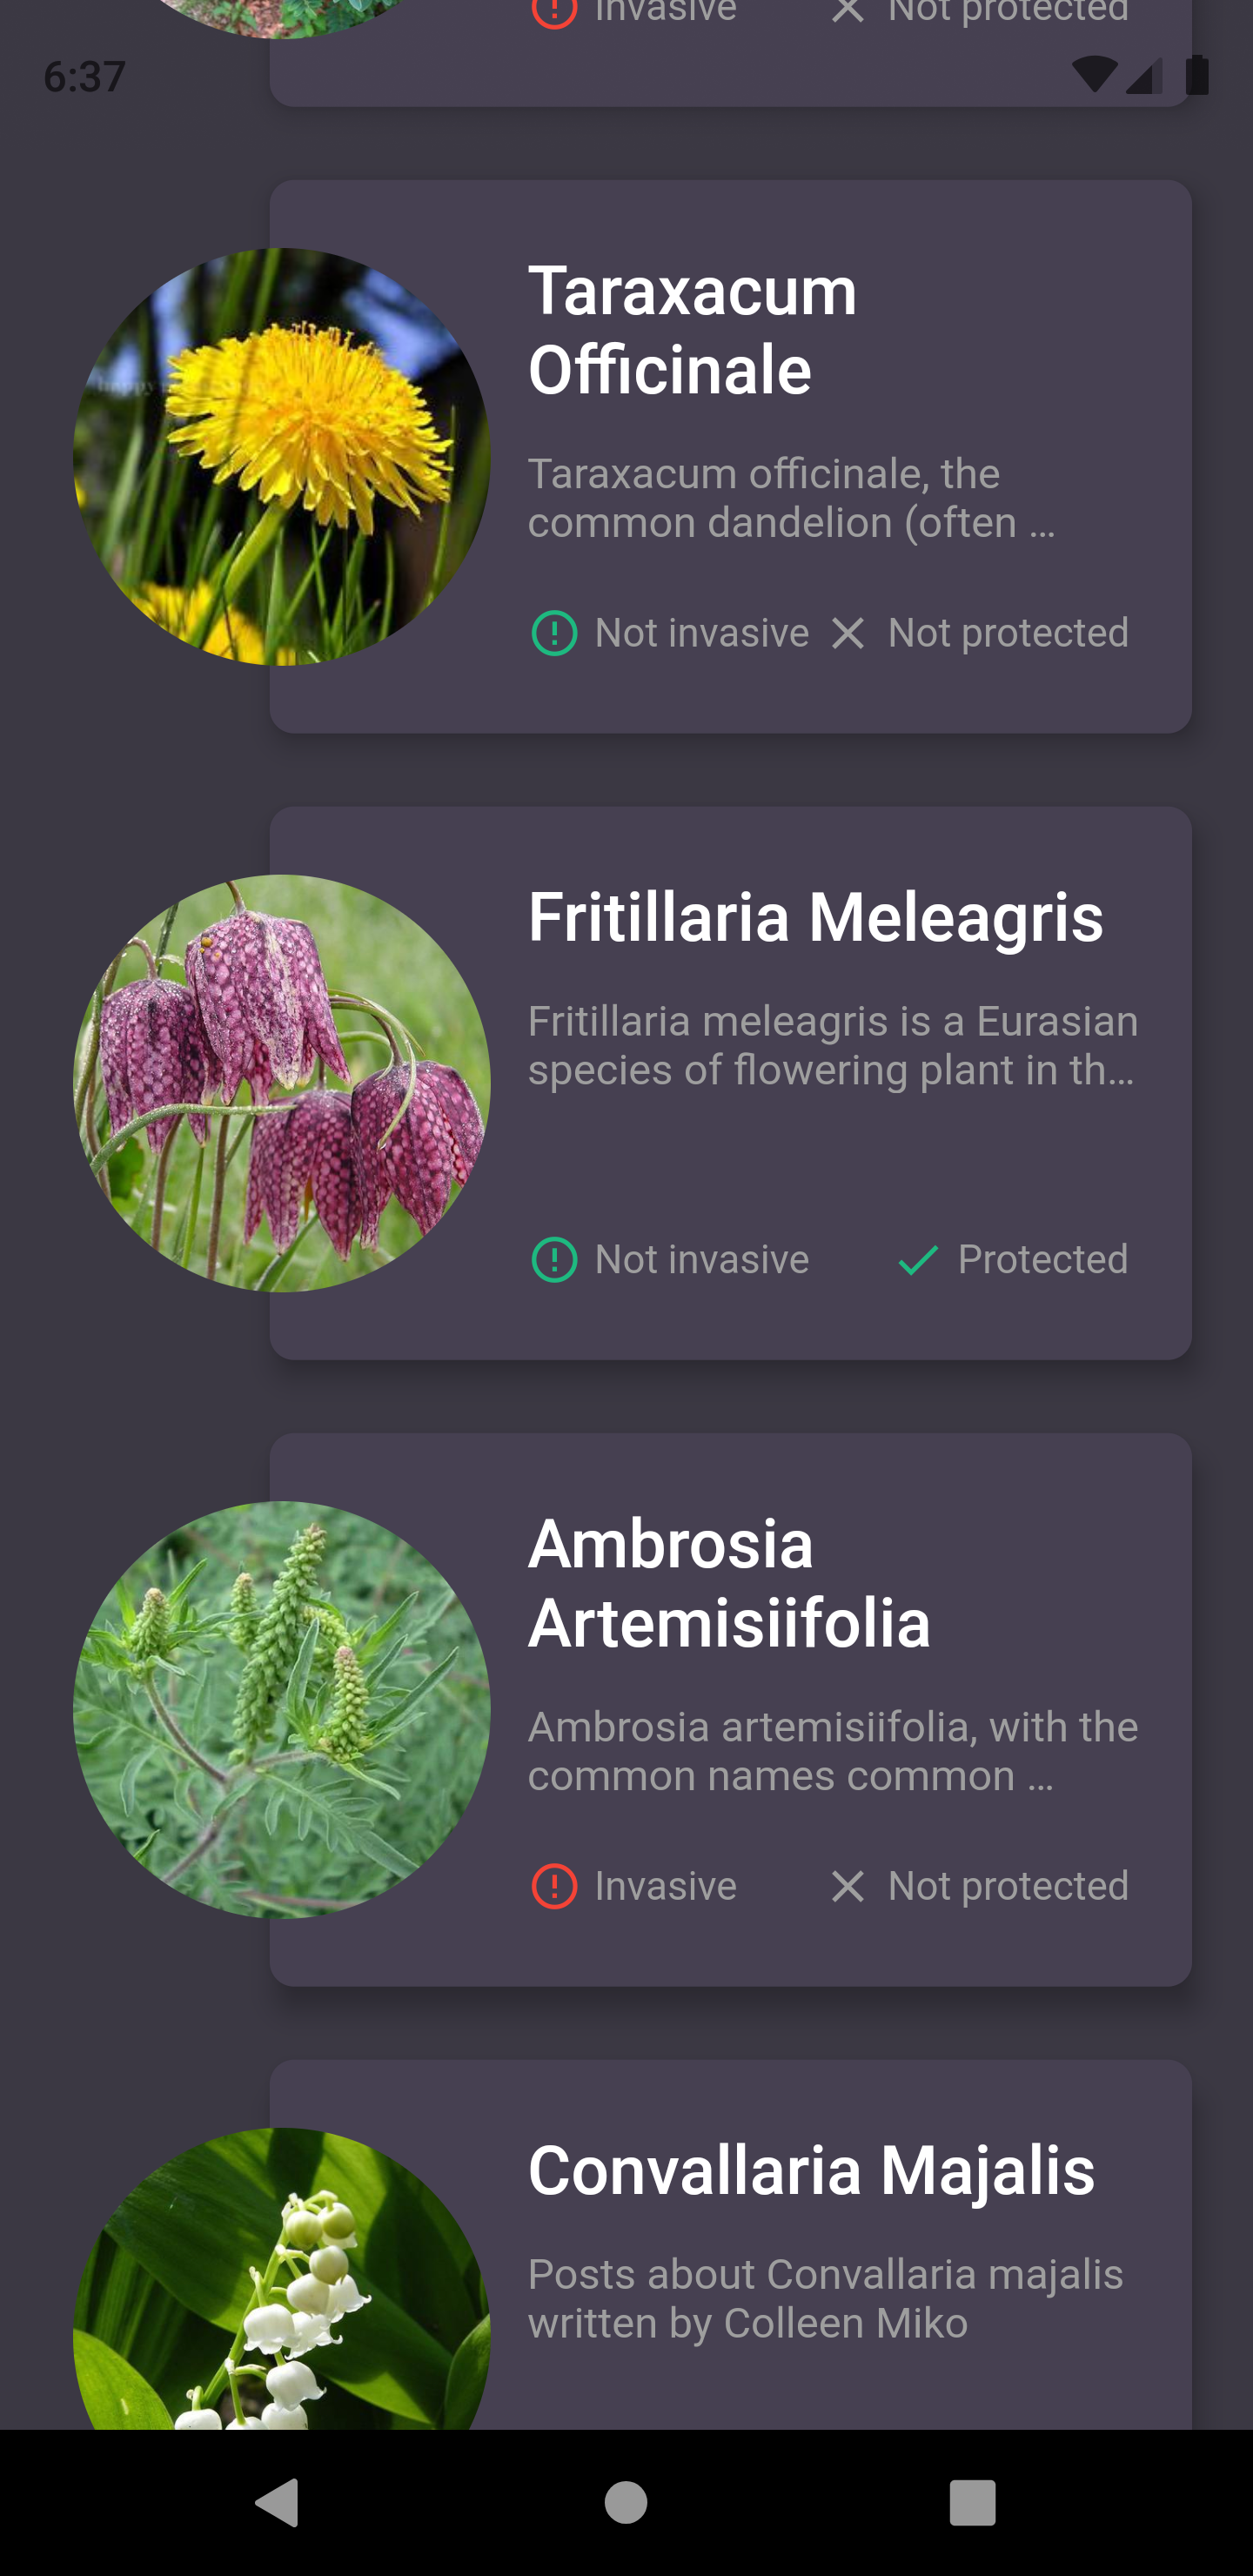 Invasive Not protected
6:37
Taraxacum
Officinale
Taraxacum officinale, the
common dandelion (often ...
Not invasive Not protected
Fritillaria Meleagris
Fritillaria meleagris is a Eurasian
species of flowering plant in th...
Not invasive Protected
Ambrosia
Artemisiifolia
Ambrosia artemisiifolia, with the
common names common ...
Invasive Not protected
Convallaria Majalis
Posts about Convallaria majalis
written by Colleen Miko